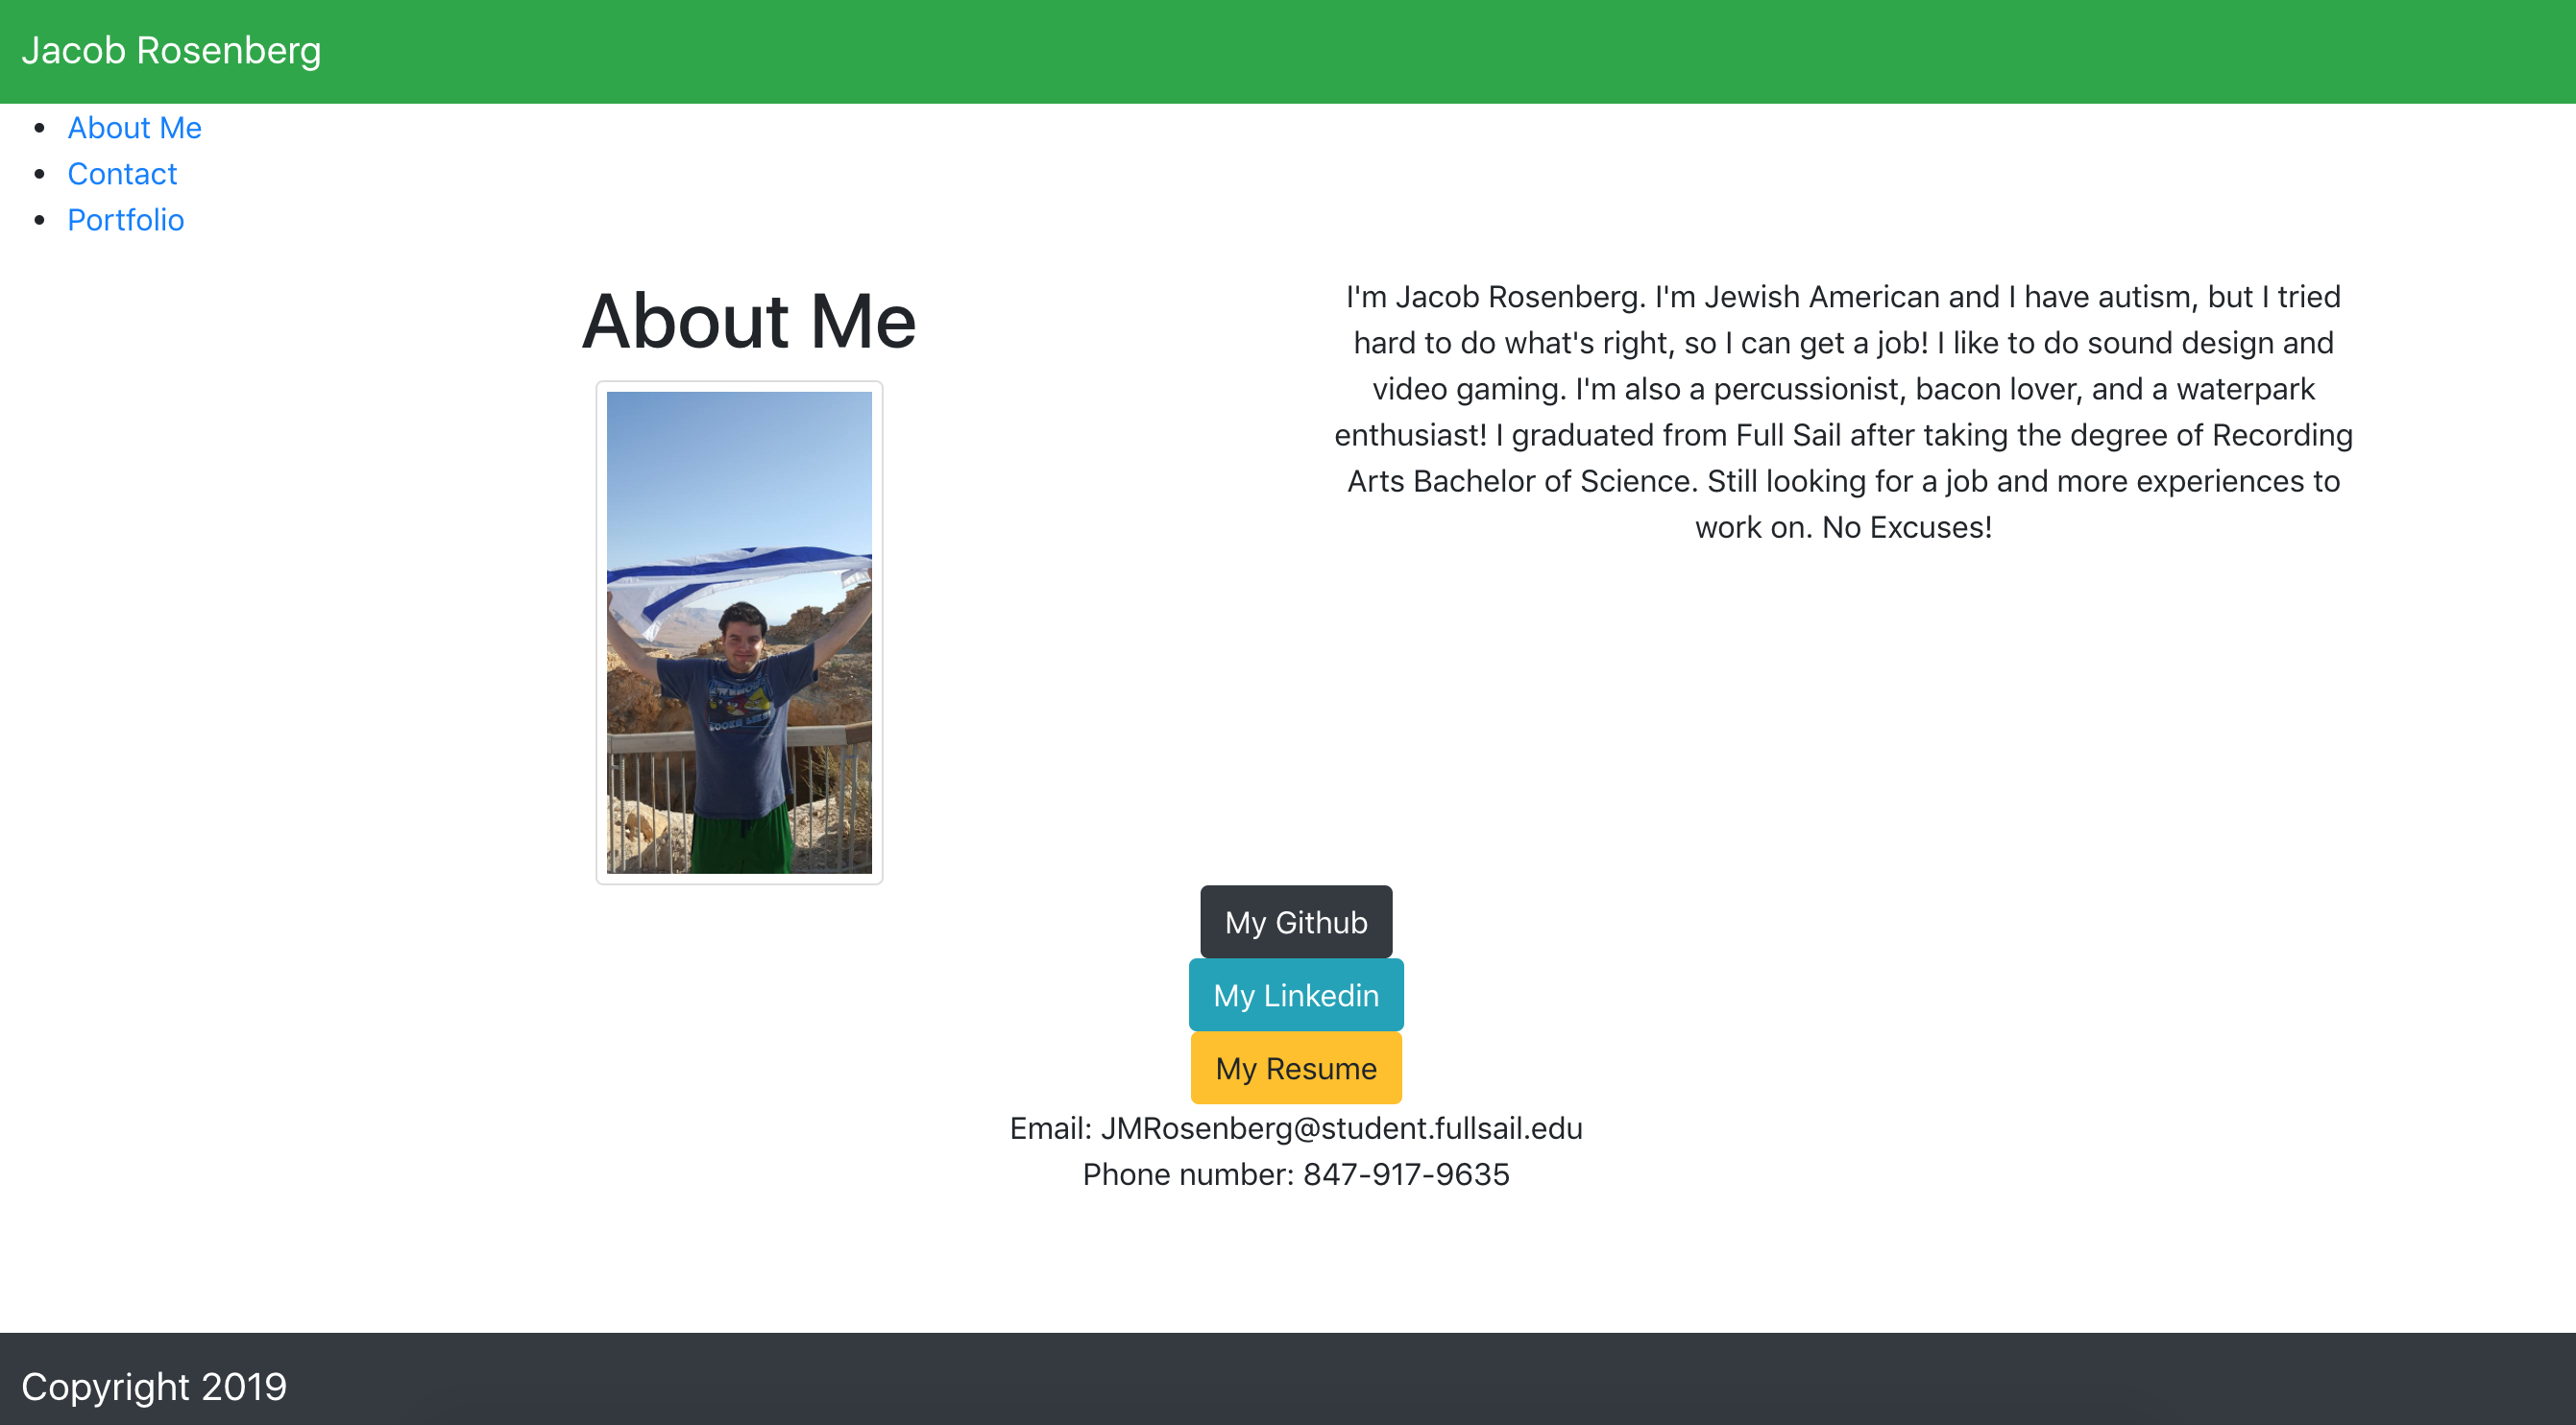 Jacob Rosenberg
About Me
Contact
Portfolio
About Me
I'm Jacob Rosenberg. I'm Jewish American and I have autism, but I tried
hard to do what's right, so I can get a job! I like to do sound design and
video gaming. I'm also a percussionist, bacon lover, and a waterpark
enthusiast! I graduated from Full Sail after taking the degree of Recording
Arts Bachelor of Science. Still looking for a job and more experiences to
work on. No Excuses!
My Github
My Linkedin
My Resume
Email: JMRosenberg@student.fullsail.edu
Phone number: 847-917-9635
Copyright 2019